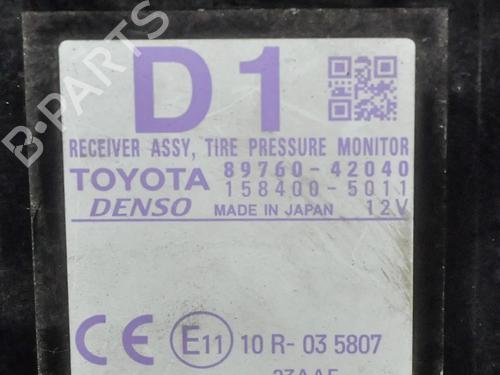 D1
RECEIVER ASSY, TIRE PRESSURE MONITOR
TOYOTA 89760-42040
158400-5011
DENSO MADE IN JAPAN 12V
CE E11 10 R- 03 5807
B-PARTS